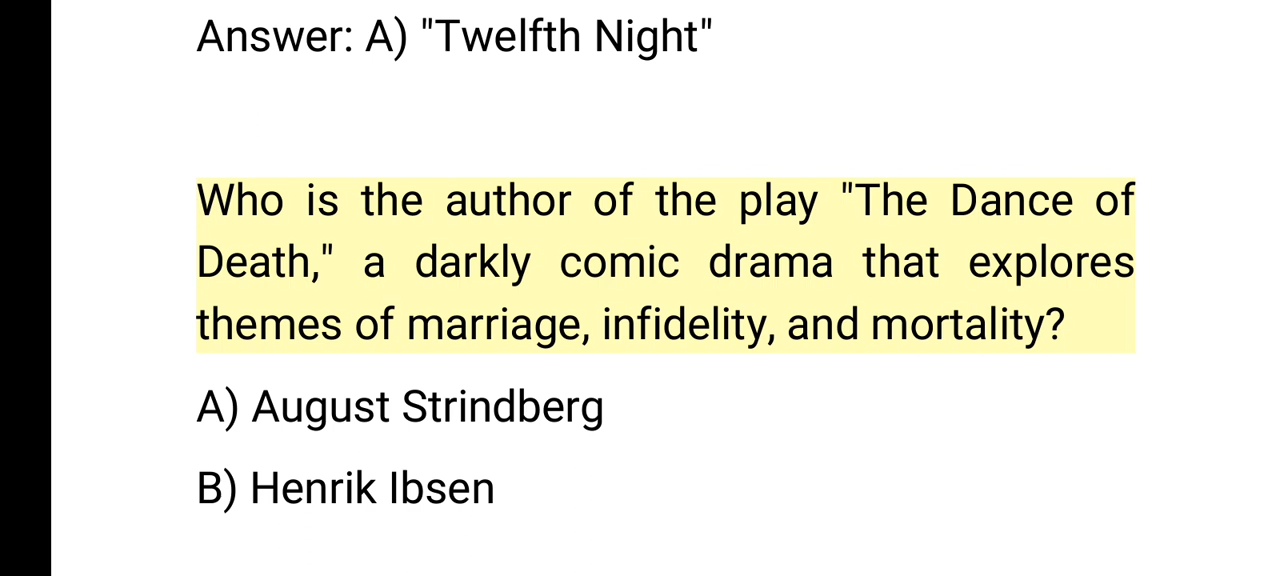 Answer: A) "Twelfth Night"
Who is the author of the play "The Dance of
Death," a darkly comic drama that explores
themes of marriage, infidelity, and mortality?
A) August Strindberg
B) Henrik Ibsen